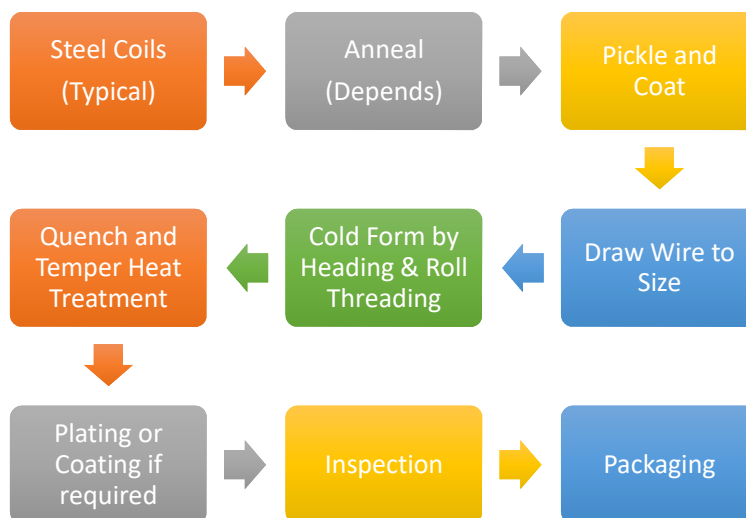 Steel Coils
(Typical)
Anneal
(Depends)
Pickle and
Coat
Draw Wire to
Size
Cold Form by
Heading & Roll
Threading
Quench and
Temper Heat
Treatment
Plating or
Coating if
required
Inspection
Packaging